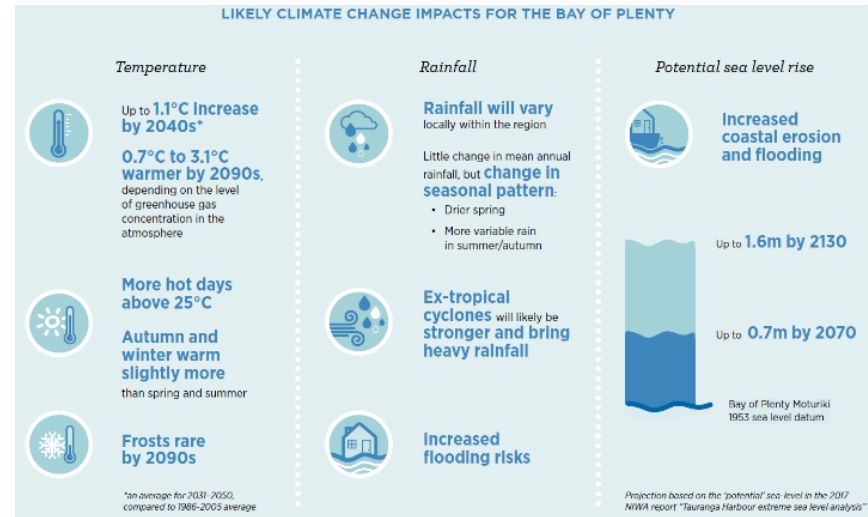 LIKELY CLIMATE CHANGE IMPACTS FOR THE BAY OF PLENTY
Temperature
Up to 1.1°C Increase
by 2040s*
0.7°C to 3.1°C
warmer by 2090s,
depending on the level
of greenhouse gas
concentration in the
atmosphere
More hot days
above 25°C
Autumn and
winter warm
slightly more
than spring and summer
Frosts rare
by 2090s
*an average for 2031-2050,
compared to 1986-2005 average
Rainfall
Rainfall will vary
locally within the region
Little change in mean annual
rainfall, but change in
seasonal pattern:
• Drier spring
• More variable rain
in summer/autumn
Ex-tropical
cyclones will likely be
stronger and bring
heavy rainfall
Increased
flooding risks
Potential sea level rise
Increased
coastal erosion
and flooding
Up to 1.6m by 2130
Up to 0.7m by 2070
Bay of Plenty Moturiki
1953 sea level datum
Projection based on the 'potential' sea-level in the 2017
NIWA report "Tauranga Harbour extreme sea level analysis"